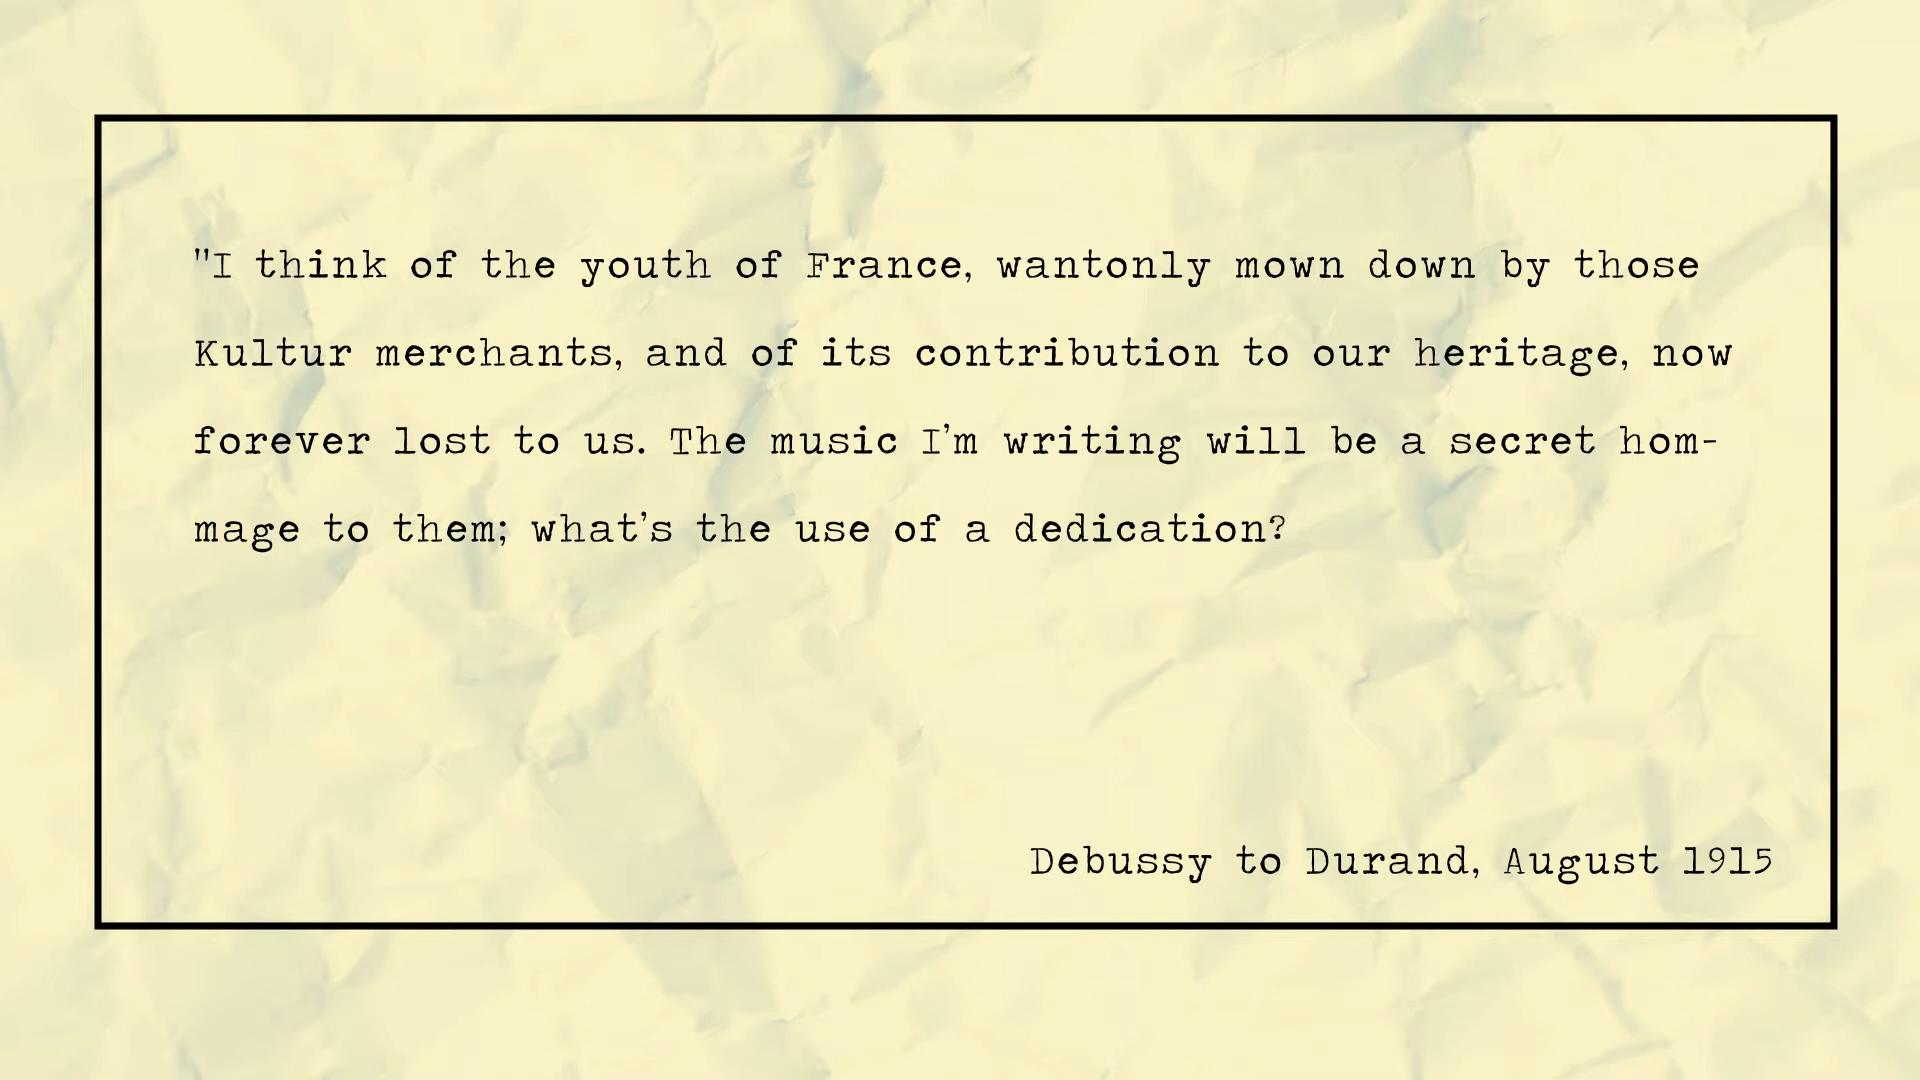 "I think of the youth of France, wantonly mown down by those
Kultur merchants, and of its contribution to our heritage, now
forever lost to us. The music I'm writing will be a secret hom-
mage to them; what's the use of a dedication?
Debussy to Durand, August 1915